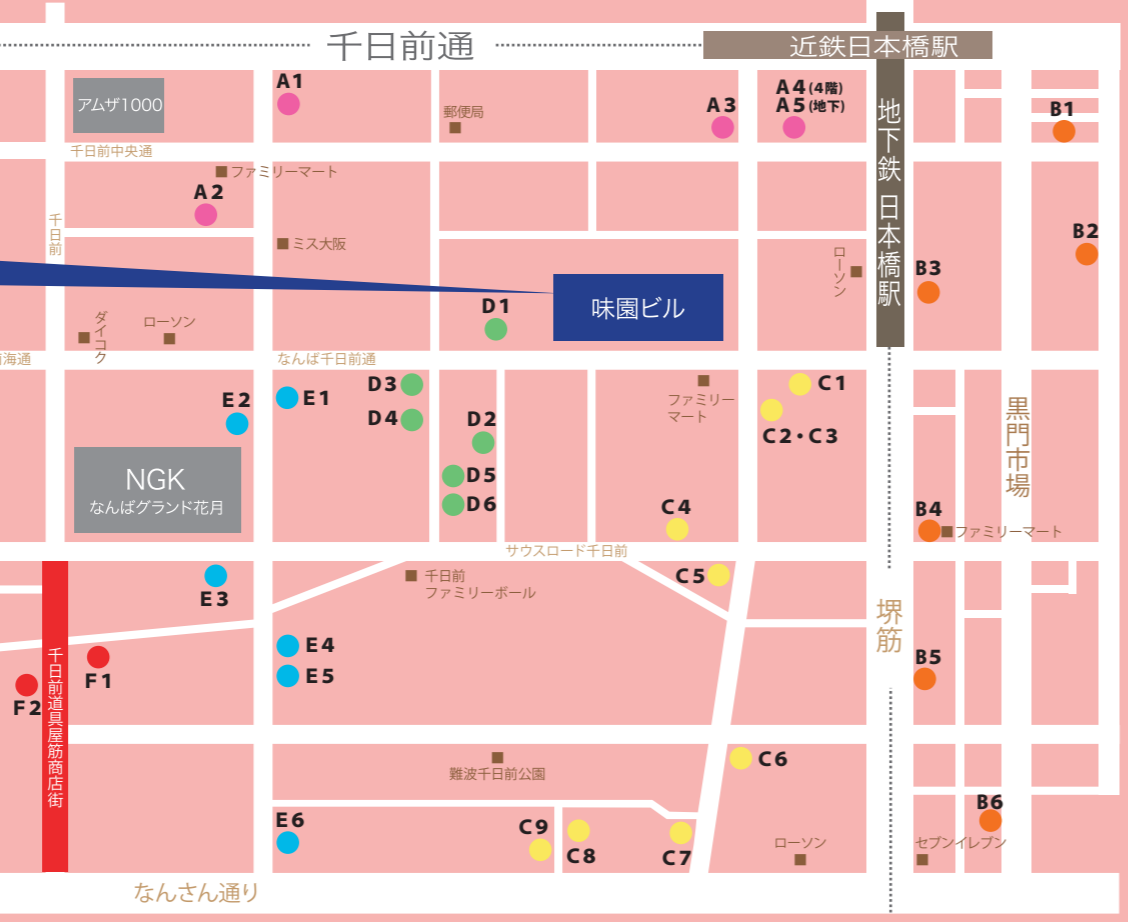 千日前通
近鉄日本橋駅
アムザ1000
A1
郵便局
A3
A4(4階)
A5(地下)
地下鉄 日本橋駅
B1
千日前中央通
ファミリーマート
A2
千日前
ミス大阪
B2
ローソン
B3
D1
味園ビル
ダイコク
ローソン
海通
なんば千日前通
E2
E1
D3
D4
D2
D5
D6
ファミリー
マート
C1
C2・C3
黒門市場
NGK
なんばグランド花月
C4
B4
ファミリーマート
サウスロード千日前
E3
千日前
ファミリーボール
C5
堺筋
E4
E5
B5
F1
F2
千日前道具屋筋商店街
難波千日前公園
C6
E6
C9
C8
C7
ローソン
B6
セブンイレブン
なんさん通り